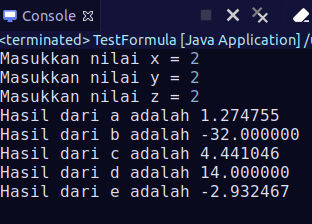 Console
<terminated> TestFormula [Java Application] /
Masukkan nilai x = 2
Masukkan nilai y = 2
Masukkan nilai z = 2
Hasil dari a adalah 1.274755
Hasil dari b adalah -32.000000
Hasil dari c adalah 4.441046
Hasil dari d adalah 14.000000
Hasil dari e adalah -2.932467